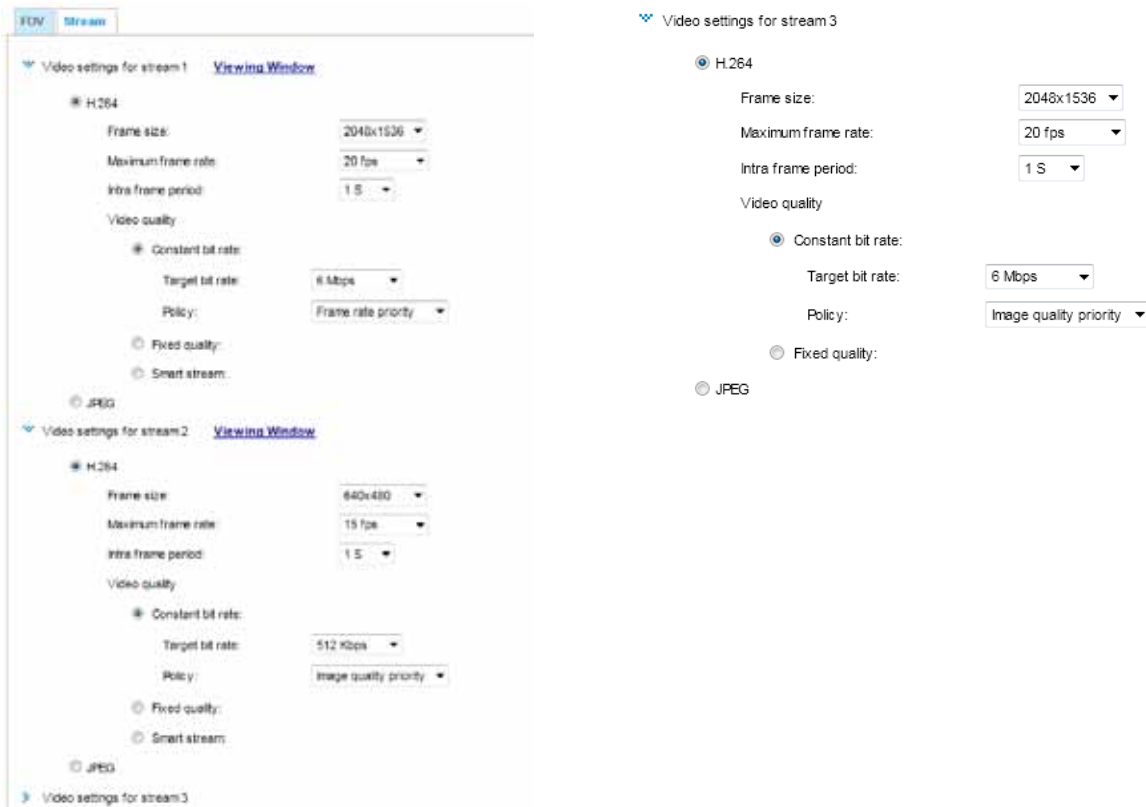 FOV Stream
Video settings for stream 1 Viewing Window
H.264
Frame size: 2048x1536
Maximum frame rate: 20 fps
Intra frame period: 1 S
Video quality
Constant bit rate:
Target bit rate: 6 Mbps
Policy: Frame rate priority
Fixed quality:
Smart stream:
JPEG
Video settings for stream 2 Viewing Window
H.264
Frame size: 640x480
Maximum frame rate: 15 fps
Intra frame period: 1 S
Video quality
Constant bit rate:
Target bit rate: 512 Kbps
Policy: Image quality priority
Fixed quality:
Smart stream:
JPEG
Video settings for stream 3
Video settings for stream 3
H.264
Frame size: 2048x1536
Maximum frame rate: 20 fps
Intra frame period: 1 S
Video quality
Constant bit rate:
Target bit rate: 6 Mbps
Policy: Image quality priority
Fixed quality:
JPEG